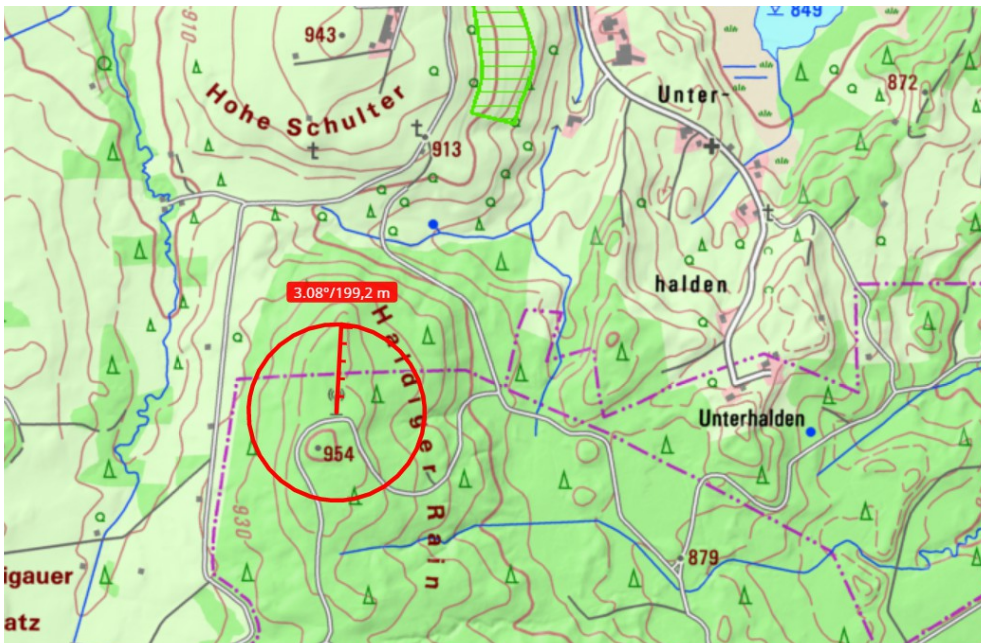 849
943
910
872
Hohe Schulter
Unter-
913
halden
3.08°/199,2 m
Haldiger Rain
Unterhalden
954
930
879
igauer
atz